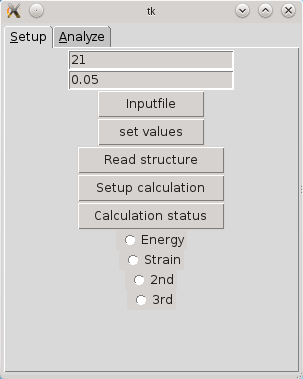 tk
Setup Analyze
21
0.05
Inputfile
set values
Read structure
Setup calculation
Calculation status
Energy
Strain
2nd
3rd